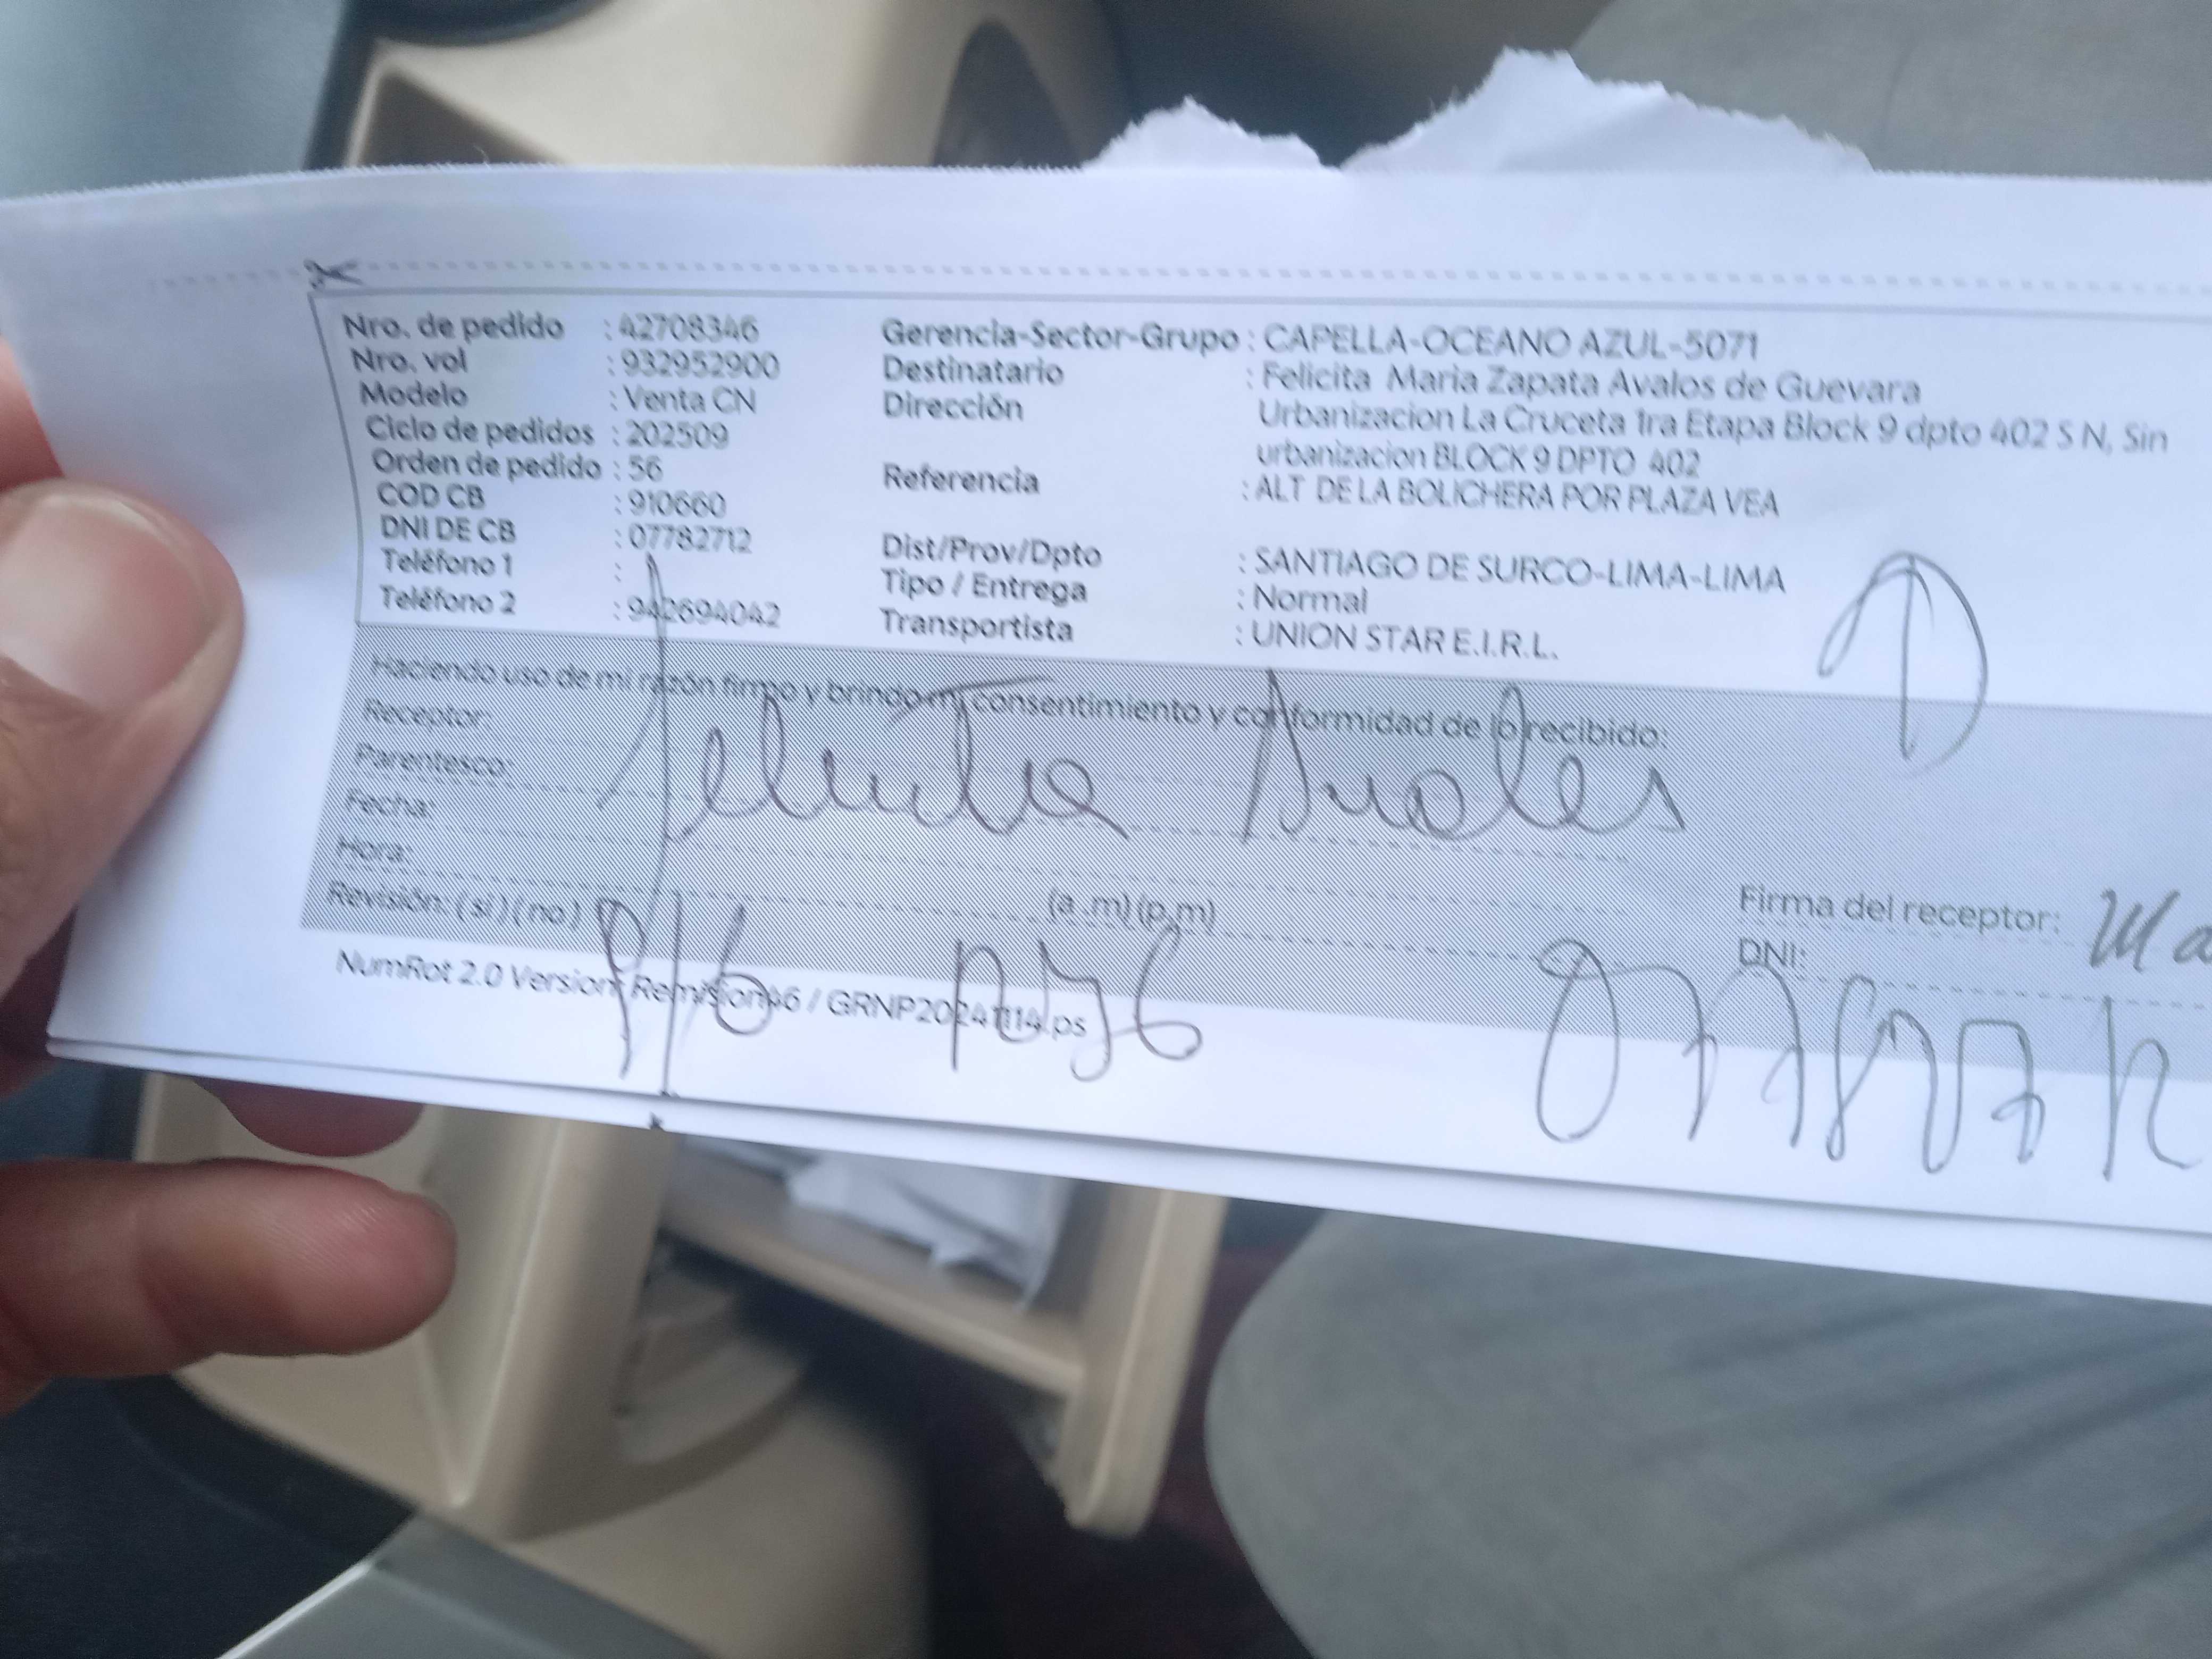 Nro. de pedido : 42708346
Nro. vol : 932952900
Modelo : Venta CN
Ciclo de pedidos : 202509
Orden de pedido : 56
COD CB : 910660
DNI DE CB : 07782712
Teléfono 1 :
Teléfono 2 : 942694042
Gerencia-Sector-Grupo : CAPELLA-OCEANO AZUL-5071
Destinatario : Felicita Maria Zapata Avalos de Guevara
Dirección Urbanizacion La Cruceta 1ra Etapa Block 9 dpto 402 S N, Sin
urbanizacion BLOCK 9 DPTO 402
Referencia : ALT DE LA BOLICHERA POR PLAZA VEA
Dist/Prov/Dpto : SANTIAGO DE SURCO-LIMA-LIMA
Tipo / Entrega : Normal
Transportista : UNION STAR E.I.R.L.
Haciendo uso de mi razón firmo y brindo mi consentimiento y conformidad de lo recibido:
Receptor:
Parentesco:
Felicita Avalos
Fecha:
Hora: (a.m) (p.m)
Revisión: (si) (no)
Firma del receptor: Ma
DNI:
NumRot 2.0 Version Remision46 / GRNP20241114.ps